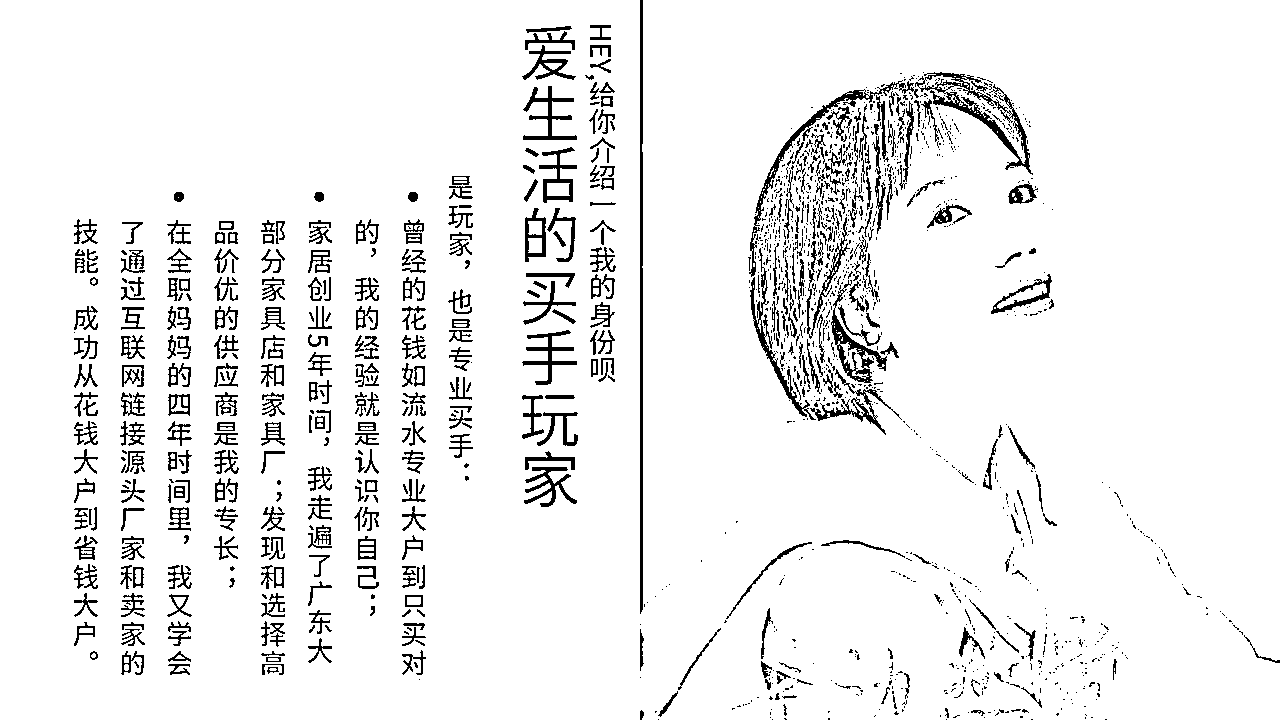 HEY,给你介绍一个我的身份呗
爱生活的买手玩家
是玩家，也是专业买手：
• 曾经的花钱如流水专业大户到只买对
的，我的经验就是认识你自己；
• 家居创业5年时间，我走遍了广东大
部分家具店和家具厂；发现和选择高
品价优的供应商是我的专长；
• 在全职妈妈的四年时间里，我又学会
了通过互联网链接源头厂家和卖家的
技能。成功从花钱大户到省钱大户。